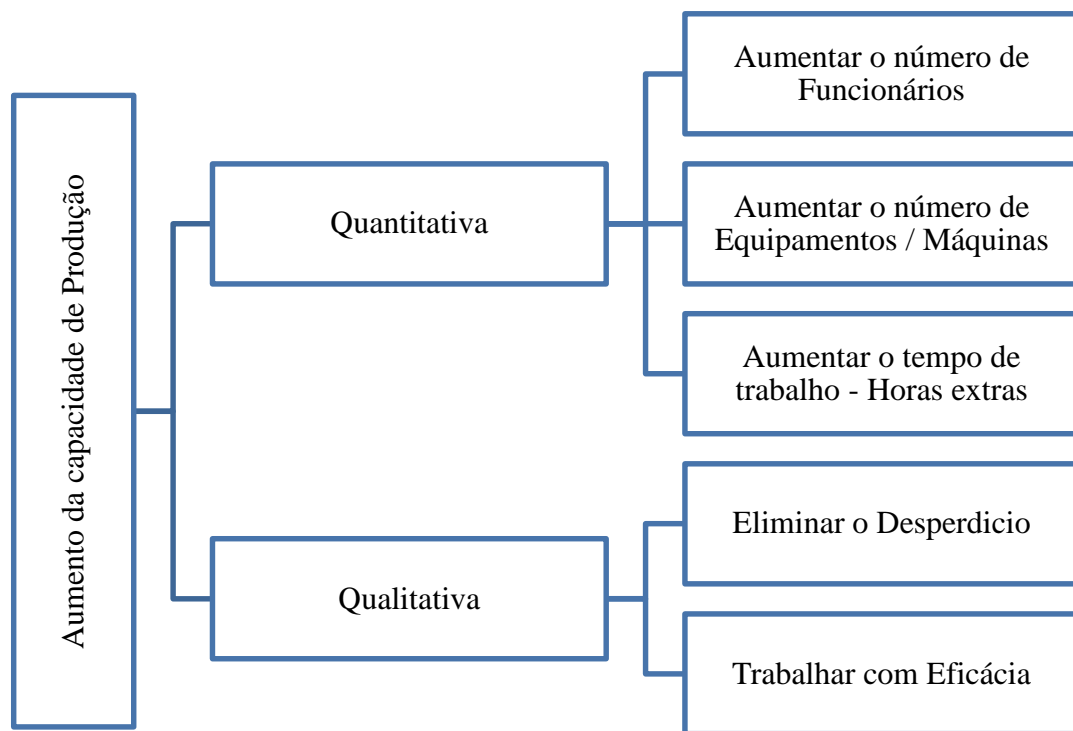 Aumento da capacidade de Produção
Quantitativa
Aumentar o número de
Funcionários
Aumentar o número de
Equipamentos / Máquinas
Aumentar o tempo de
trabalho - Horas extras
Qualitativa
Eliminar o Desperdicio
Trabalhar com Eficácia